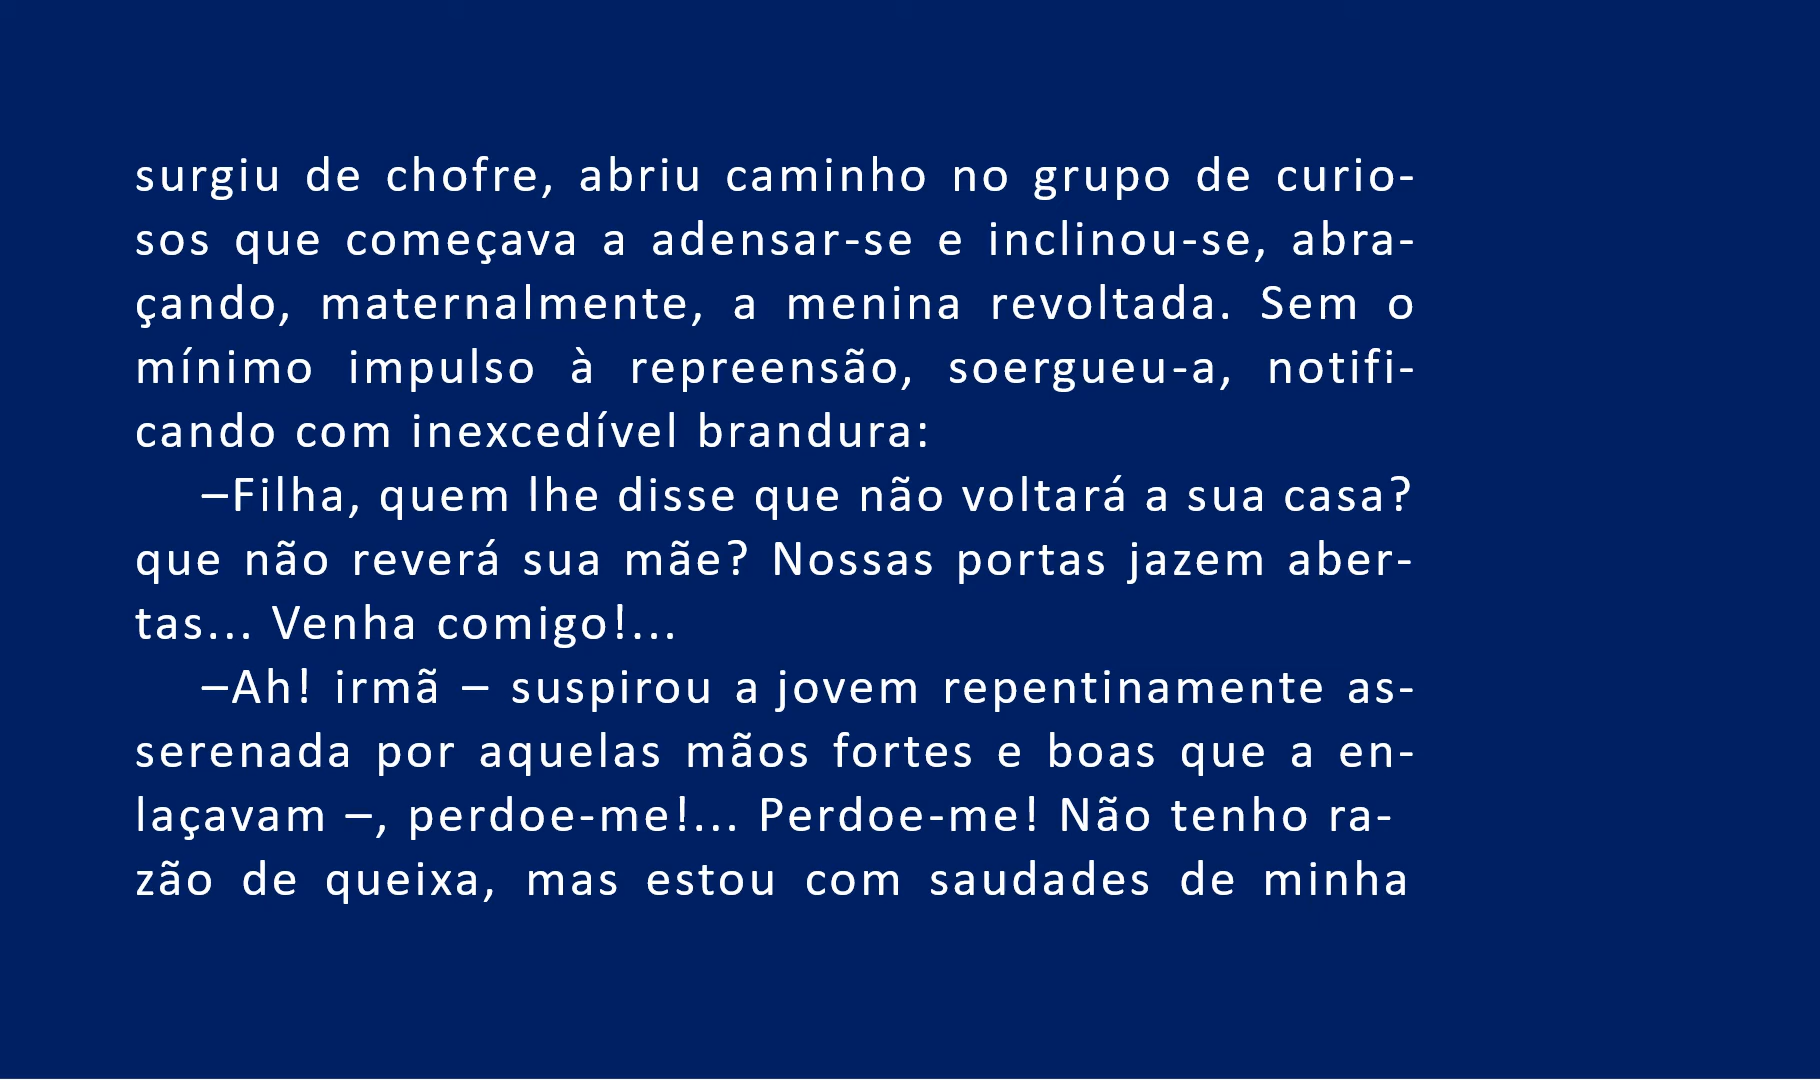 surgiu de chofre, abriu caminho no grupo de curio-
sos que começava a adensar-se e inclinou-se, abra-
çando, maternalmente, a menina revoltada. Sem o
mínimo impulso à repreensão, soergueu-a, notifi-
cando com inexcedível brandura:
–Filha, quem lhe disse que não voltará a sua casa?
que não reverá sua mãe? Nossas portas jazem aber-
tas... Venha comigo!...
–Ah! irmã – suspirou a jovem repentinamente as-
serenada por aquelas mãos fortes e boas que a en-
laçavam –, perdoe-me!... Perdoe-me! Não tenho ra-
zão de queixa, mas estou com saudades de minha